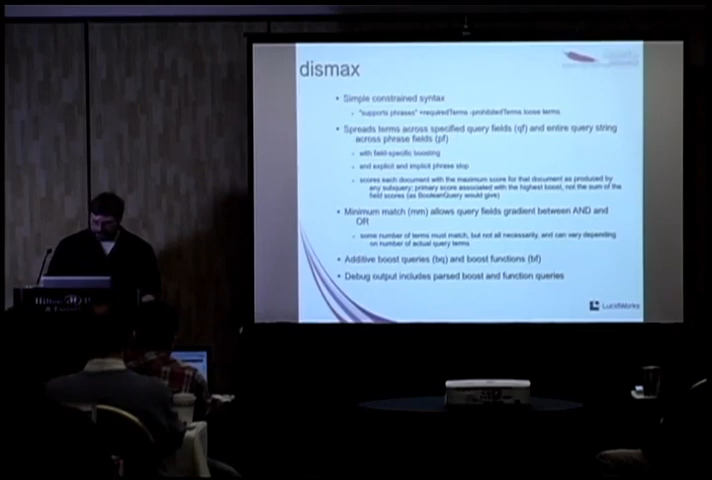 dismax
• Simple constrained syntax
- "supports phrases" +requiredTerms -prohibitedTerms loose terms
• Spreads terms across specified query fields (qf) and entire query string
across phrase fields (pf)
- with field-specific boosting
- and explicit and implicit phrase slop
- scores each document with the maximum score for that document as produced by
any subquery; primary score associated with the highest boost, not the sum of the
field scores (as BooleanQuery would give)
• Minimum match (mm) allows query fields gradient between AND and
OR
- some number of terms must match, but not all necessarily, and can vary depending
on number of actual query terms
• Additive boost queries (bq) and boost functions (bf)
• Debug output includes parsed boost and function queries
LucidWorks
Hilton